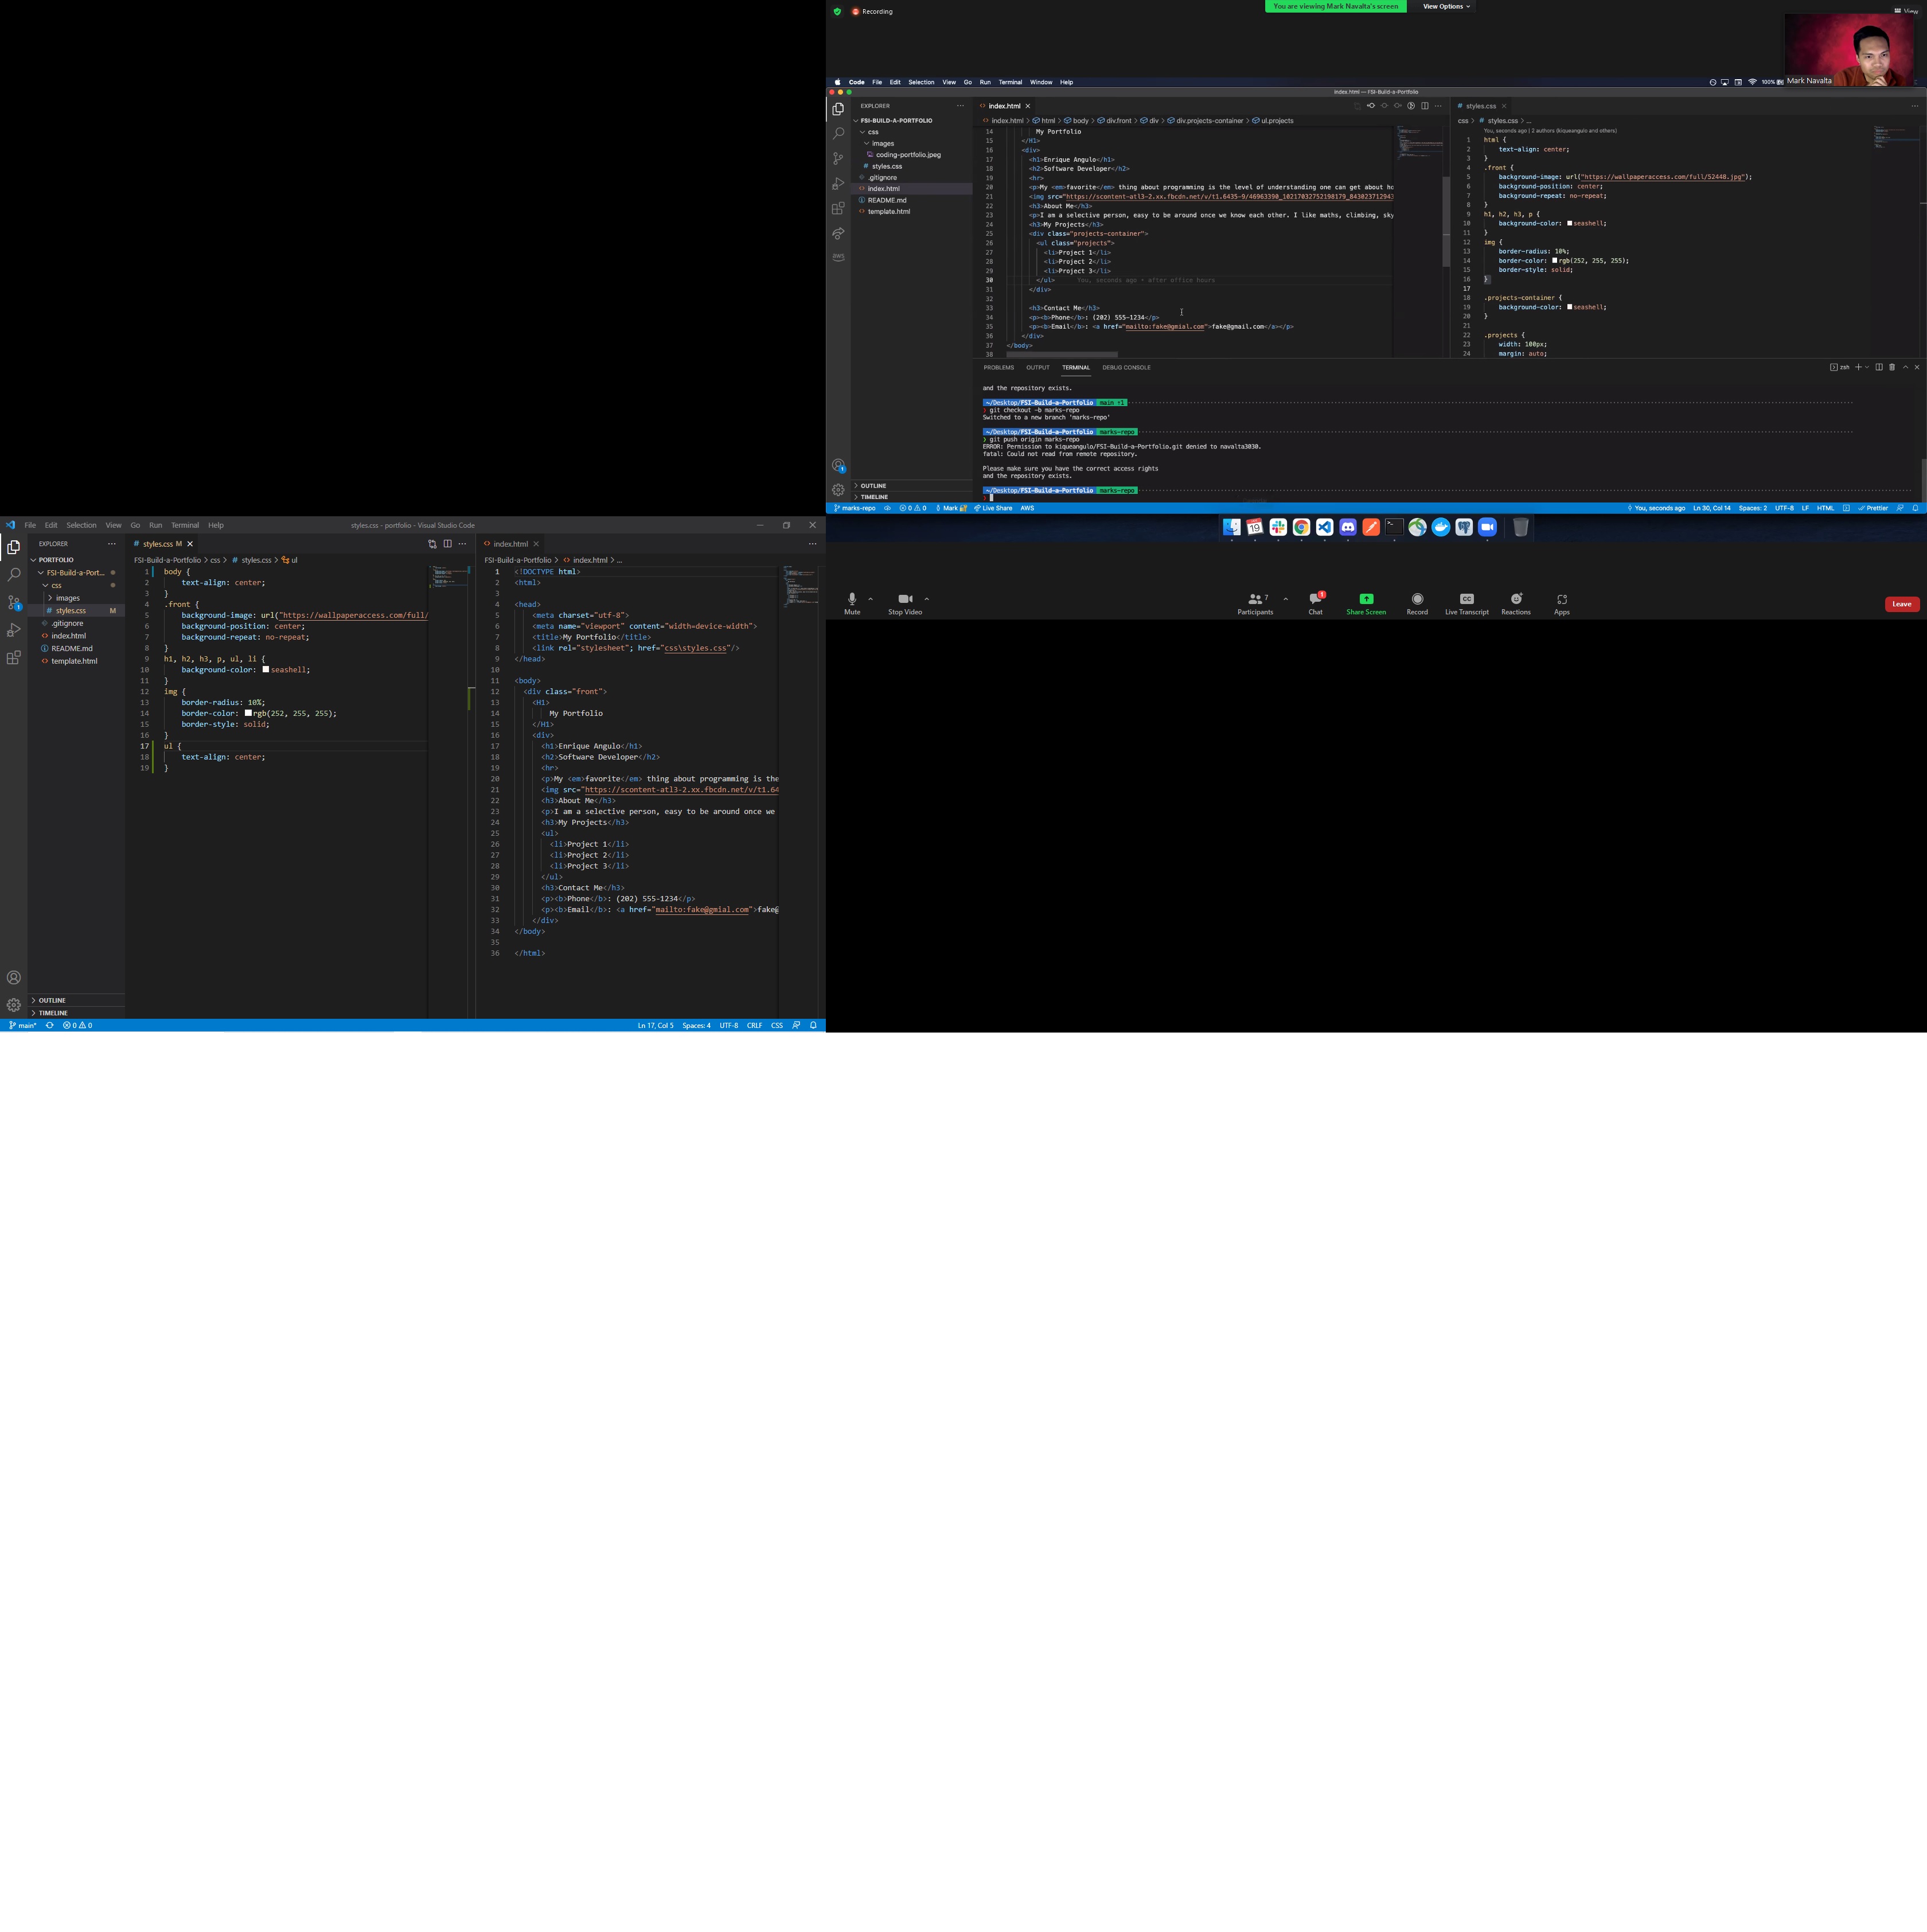 Recording
You are viewing Mark Navalta's screen
View Options
View
Mark Navalta
Code File Edit Selection View Go Run Terminal Window Help
100%
index.html — FSI-Build-a-Portfolio
EXPLORER
FSI-BUILD-A-PORTFOLIO
css
images
coding-portfolio.jpeg
# styles.css
.gitignore
<> index.html
README.md
<> template.html
aws
OUTLINE
TIMELINE
<> index.html
index.html > html > body > div.front > div > div.projects-container > ul.projects
14 My Portfolio
15 </H1>
16 <div>
17 <h1>Enrique Angulo</h1>
18 <h2>Software Developer</h2>
19 <hr>
20 <p>My <em>favorite</em> thing about programming is the level of understanding one can get about ho
21 <img src="https://scontent-atl3-2.xx.fbcdn.net/v/t1.6435-9/46963390_10217032752198179_843023712943
22 <h3>About Me</h3>
23 <p>I am a selective person, easy to be around once we know each other. I like maths, climbing, sky
24 <h3>My Projects</h3>
25 <div class="projects-container">
26 <ul class="projects">
27 <li>Project 1</li>
28 <li>Project 2</li>
29 <li>Project 3</li>
30 </ul> You, seconds ago • after office hours
31 </div>
32
33 <h3>Contact Me</h3>
34 <p><b>Phone</b>: (202) 555-1234</p>
35 <p><b>Email</b>: <a href="mailto:fake@gmial.com">fake@gmail.com</a></p>
36 </div>
37 </body>
38
# styles.css
css > # styles.css > ...
You, seconds ago | 2 authors (kiqueangulo and others)
1 html {
2 text-align: center;
3 }
4 .front {
5 background-image: url("https://wallpaperaccess.com/full/52448.jpg");
6 background-position: center;
7 background-repeat: no-repeat;
8 }
9 h1, h2, h3, p {
10 background-color: seashell;
11 }
12 img {
13 border-radius: 10%;
14 border-color: rgb(252, 255, 255);
15 border-style: solid;
16 }
17
18 .projects-container {
19 background-color: seashell;
20 }
21
22 .projects {
23 width: 100px;
24 margin: auto;
PROBLEMS OUTPUT TERMINAL DEBUG CONSOLE
zsh
and the repository exists.
~/Desktop/FSI-Build-a-Portfolio main ↑1
> git checkout -b marks-repo
Switched to a new branch 'marks-repo'
~/Desktop/FSI-Build-a-Portfolio marks-repo
> git push origin marks-repo
ERROR: Permission to kiqueangulo/FSI-Build-a-Portfolio.git denied to navalta3030.
fatal: Could not read from remote repository.
Please make sure you have the correct access rights
and the repository exists.
~/Desktop/FSI-Build-a-Portfolio marks-repo
marks-repo 0 0 Mark Live Share AWS
You, seconds ago Ln 30, Col 14 Spaces: 2 UTF-8 LF HTML Prettier
19
Mute
Stop Video
Participants 7
Chat 1
Share Screen
Record
CC Live Transcript
Reactions
Apps
Leave
File Edit Selection View Go Run Terminal Help
styles.css - portfolio - Visual Studio Code
EXPLORER
PORTFOLIO
FSI-Build-a-Port...
css
images
# styles.css M
.gitignore
<> index.html
README.md
<> template.html
OUTLINE
TIMELINE
# styles.css M
FSI-Build-a-Portfolio > css > # styles.css > ul
1 body {
2 text-align: center;
3 }
4 .front {
5 background-image: url("https://wallpaperaccess.com/full/
6 background-position: center;
7 background-repeat: no-repeat;
8 }
9 h1, h2, h3, p, ul, li {
10 background-color: seashell;
11 }
12 img {
13 border-radius: 10%;
14 border-color: rgb(252, 255, 255);
15 border-style: solid;
16 }
17 ul {
18 text-align: center;
19 }
<> index.html
FSI-Build-a-Portfolio > <> index.html > ...
1 <!DOCTYPE html>
2 <html>
3
4 <head>
5 <meta charset="utf-8">
6 <meta name="viewport" content="width=device-width">
7 <title>My Portfolio</title>
8 <link rel="stylesheet"; href="css\styles.css"/>
9 </head>
10
11 <body>
12 <div class="front">
13 <H1>
14 My Portfolio
15 </H1>
16 <div>
17 <h1>Enrique Angulo</h1>
18 <h2>Software Developer</h2>
19 <hr>
20 <p>My <em>favorite</em> thing about programming is the
21 <img src="https://scontent-atl3-2.xx.fbcdn.net/v/t1.64
22 <h3>About Me</h3>
23 <p>I am a selective person, easy to be around once we
24 <h3>My Projects</h3>
25 <ul>
26 <li>Project 1</li>
27 <li>Project 2</li>
28 <li>Project 3</li>
29 </ul>
30 <h3>Contact Me</h3>
31 <p><b>Phone</b>: (202) 555-1234</p>
32 <p><b>Email</b>: <a href="mailto:fake@gmial.com">fake@
33 </div>
34 </body>
35
36 </html>
main* 0 0
Ln 17, Col 5 Spaces: 4 UTF-8 CRLF CSS